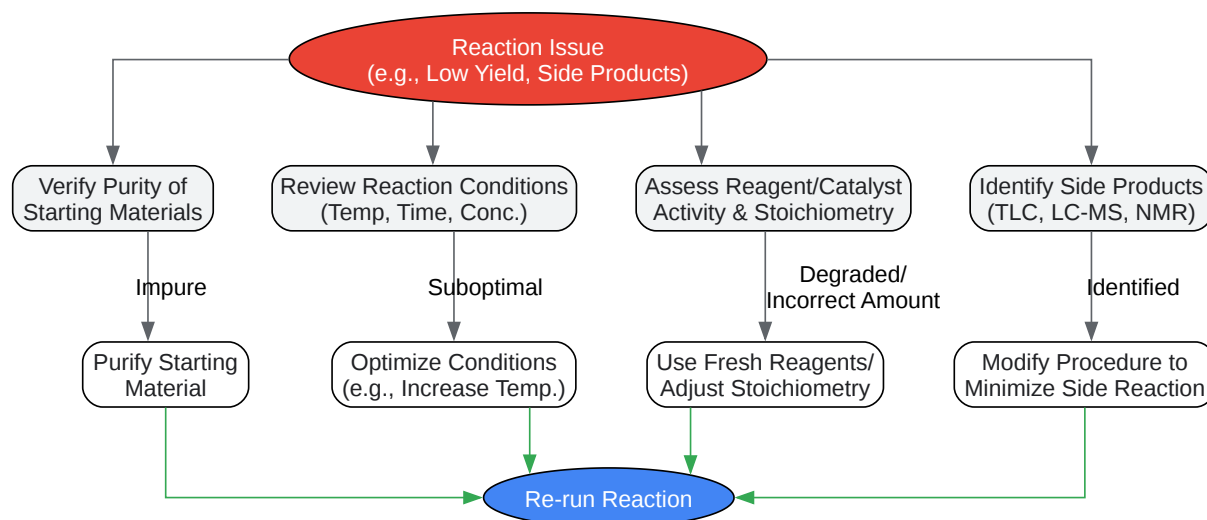 Reaction Issue
(e.g., Low Yield, Side Products)
Verify Purity of
Starting Materials
Review Reaction Conditions
(Temp, Time, Conc.)
Assess Reagent/Catalyst
Activity & Stoichiometry
Identify Side Products
(TLC, LC-MS, NMR)
Impure
Suboptimal
Degraded/
Incorrect Amount
Identified
Purify Starting
Material
Optimize Conditions
(e.g., Increase Temp.)
Use Fresh Reagents/
Adjust Stoichiometry
Modify Procedure to
Minimize Side Reaction
Re-run Reaction